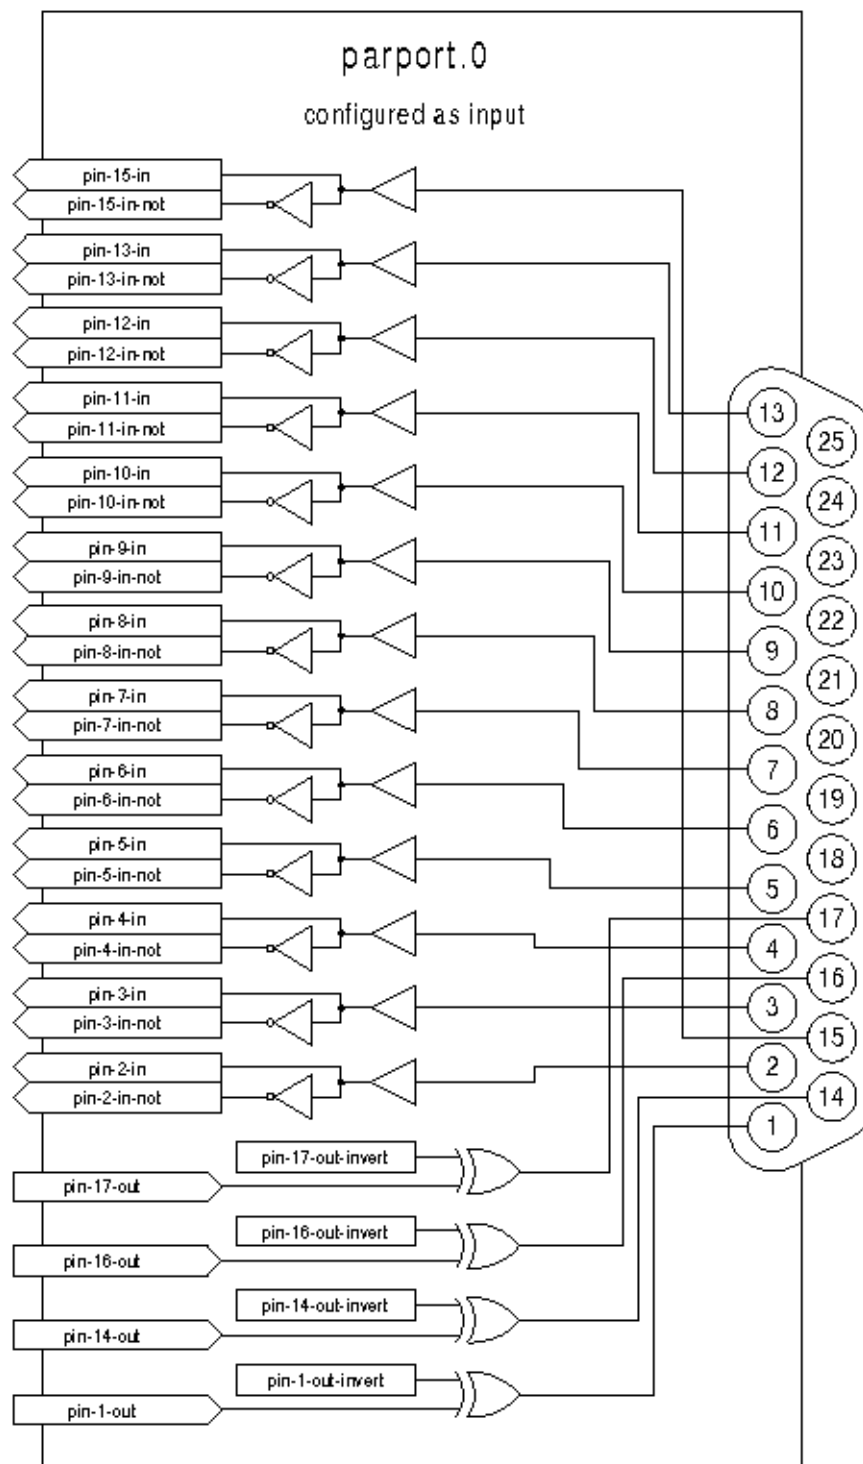 parport.0
configured as input
pin-15-in
pin-15-in-not
pin-13-in
pin-13-in-not
pin-12-in
pin-12-in-not
pin-11-in
pin-11-in-not
pin-10-in
pin-10-in-not
pin-9-in
pin-9-in-not
pin-8-in
pin-8-in-not
pin-7-in
pin-7-in-not
pin-6-in
pin-6-in-not
pin-5-in
pin-5-in-not
pin-4-in
pin-4-in-not
pin-3-in
pin-3-in-not
pin-2-in
pin-2-in-not
pin-17-out-invert
pin-17-out
pin-16-out-invert
pin-16-out
pin-14-out-invert
pin-14-out
pin-1-out-invert
pin-1-out
13
25
12
24
11
23
10
22
9
21
8
20
7
19
6
18
5
17
4
16
3
15
2
14
1